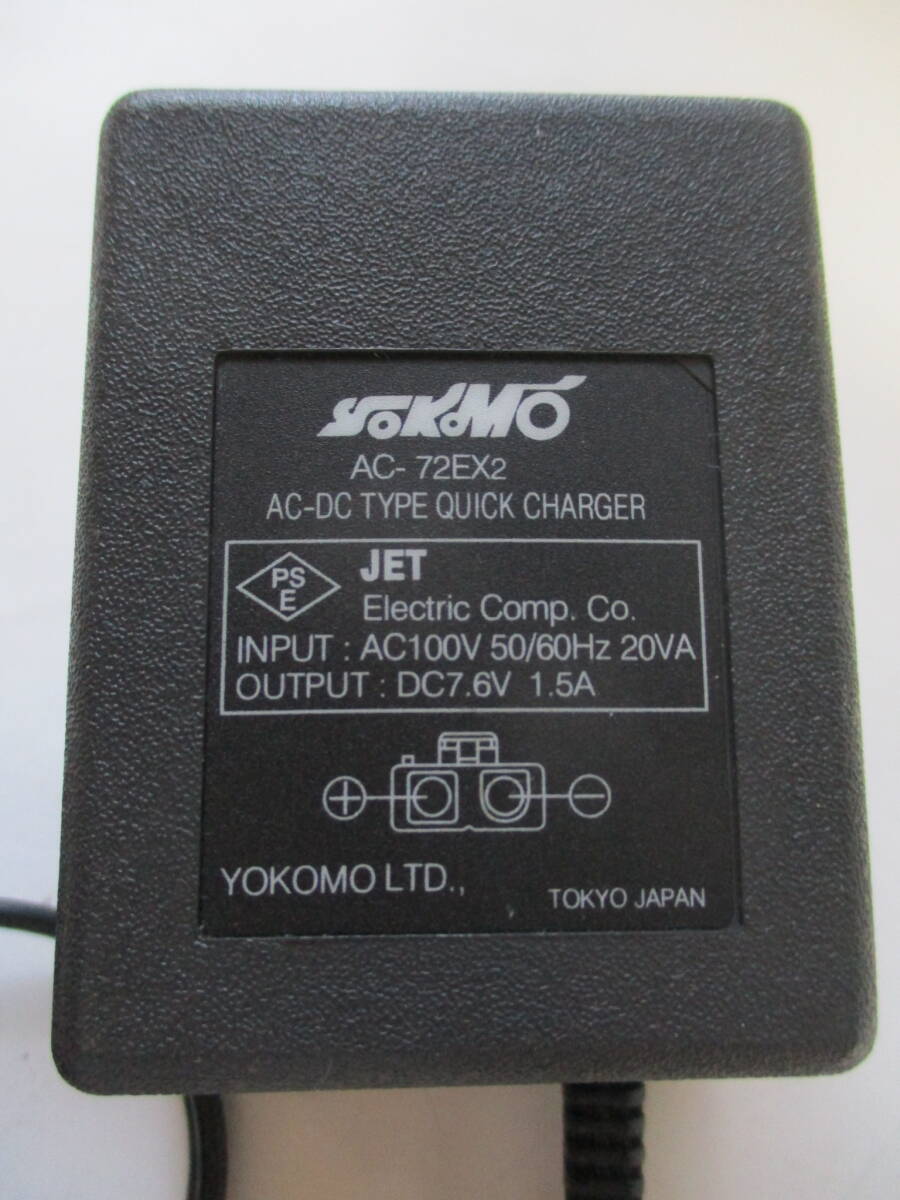 YOKOMO
AC- 72EX2
AC-DC TYPE QUICK CHARGER
PS
E
JET
Electric Comp. Co.
INPUT : AC100V 50/60Hz 20VA
OUTPUT : DC7.6V 1.5A
+ −
YOKOMO LTD.,
TOKYO JAPAN